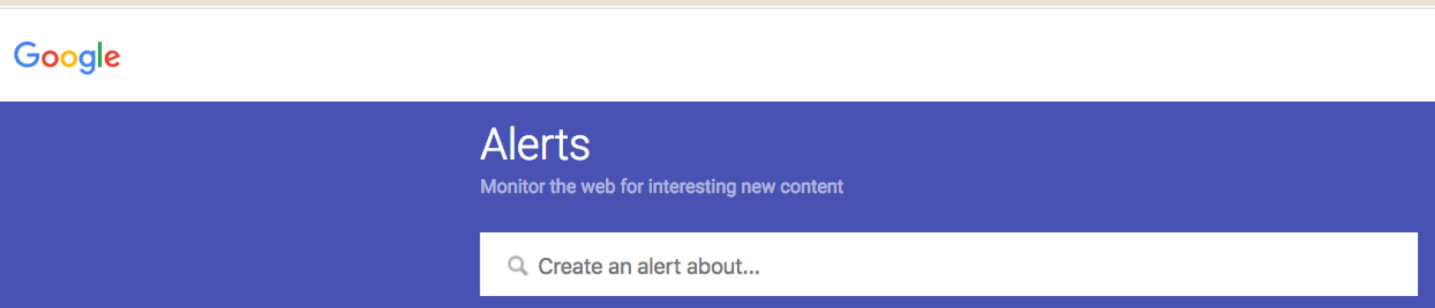 Google
Alerts
Monitor the web for interesting new content
Create an alert about...